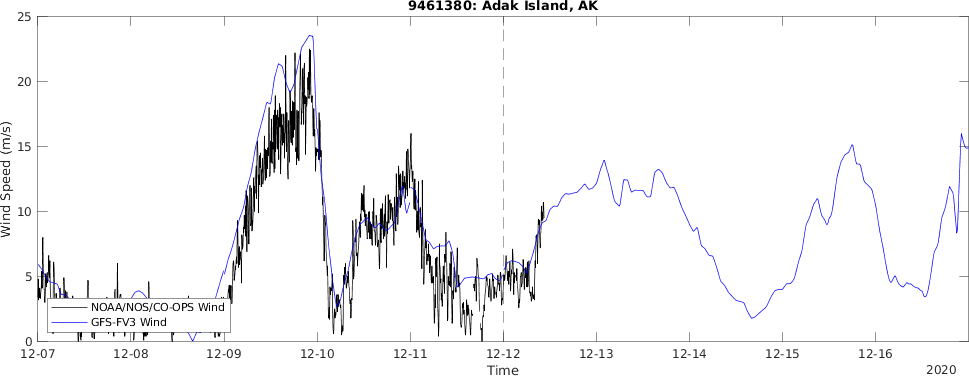 9461380: Adak Island, AK
25
20
15
10
5
0
Wind Speed (m/s)
NOAA/NOS/CO-OPS Wind
GFS-FV3 Wind
12-07 12-08 12-09 12-10 12-11 12-12 12-13 12-14 12-15 12-16
Time
2020